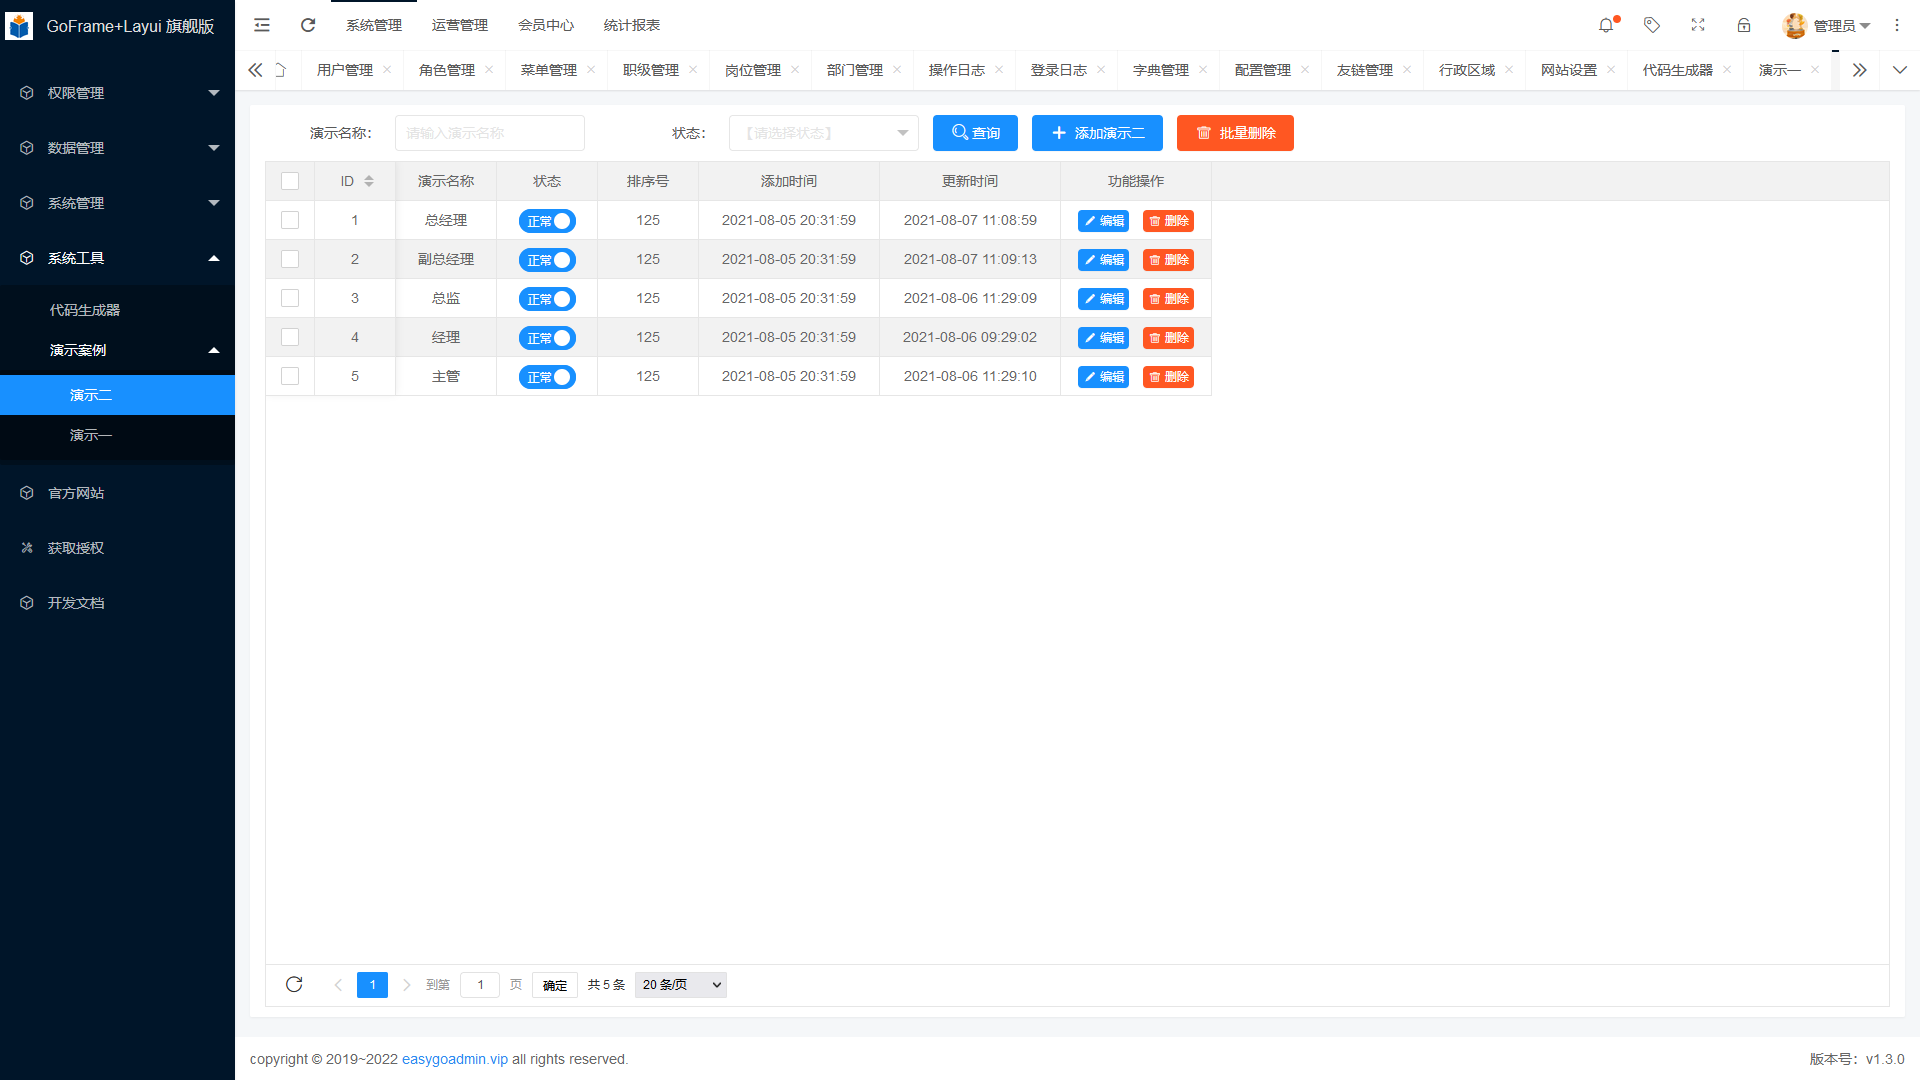 GoFrame+Layui 旗舰版
系统管理 运营管理 会员中心 统计报表
管理员
用户管理 角色管理 菜单管理 职级管理 岗位管理 部门管理 操作日志 登录日志 字典管理 配置管理 友链管理 行政区域 网站设置 代码生成器 演示一
权限管理
数据管理
系统管理
系统工具
代码生成器
演示案例
演示二
演示一
官方网站
获取授权
开发文档
演示名称： 请输入演示名称 状态： 【请选择状态】 查询 添加演示二 批量删除
ID 演示名称 状态 排序号 添加时间 更新时间 功能操作
1 总经理 正常 125 2021-08-05 20:31:59 2021-08-07 11:08:59 编辑 删除
2 副总经理 正常 125 2021-08-05 20:31:59 2021-08-07 11:09:13 编辑 删除
3 总监 正常 125 2021-08-05 20:31:59 2021-08-06 11:29:09 编辑 删除
4 经理 正常 125 2021-08-05 20:31:59 2021-08-06 09:29:02 编辑 删除
5 主管 正常 125 2021-08-05 20:31:59 2021-08-06 11:29:10 编辑 删除
1 到第 1 页 确定 共 5 条 20 条/页
copyright © 2019~2022 easygoadmin.vip all rights reserved.
版本号：v1.3.0